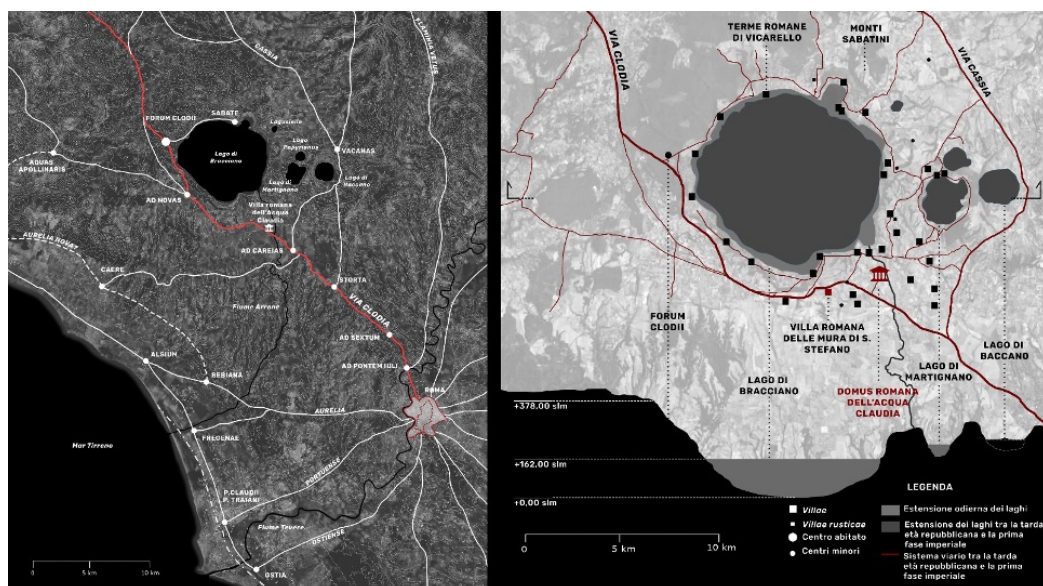 CASSIA
FLAMINIA VETUS
FORUM CLODII
SABATE
Lago di
Bracciano
Lagusiello
Lago
Papyrianus
VACANAS
AQUAS
APOLLINARIS
Lago di
Martignano
Lago di
Baccano
AD NOVAS
Villa romana
dell'Acqua
Claudia
AURELIA NOVA?
AD CAREIAS
CAERE
STORTA
Fiume Arrone
VIA CLODIA
AD SEXTUM
ALSIUM
AD PONTEM IULI
BEBIANA
ROMA
AURELIA
Mar Tirreno
FREGENAE
PORTUENSE
P.CLAUDII
P. TRAIANI
Fiume Tevere
OSTIENSE
OSTIA
0
5 km
10 km
TERME ROMANE
DI VICARELLO
MONTI
SABATINI
VIA CLODIA
VIA CASSIA
FORUM
CLODII
VILLA ROMANA
DELLE MURA DI S.
STEFANO
LAGO DI
BRACCIANO
DOMUS ROMANA
DELL'ACQUA
CLAUDIA
LAGO DI
MARTIGNANO
LAGO DI
BACCANO
+378.00 slm
+162.00 slm
+0,00 slm
0
5 km
10 km
LEGENDA
Villae
Villae rusticae
Centro abitato
Centri minori
Estensione odierna dei laghi
Estensione dei laghi tra la tarda
età repubblicana e la prima
fase imperiale
Sistema viario tra la tarda
età repubblicana e la prima
fase imperiale